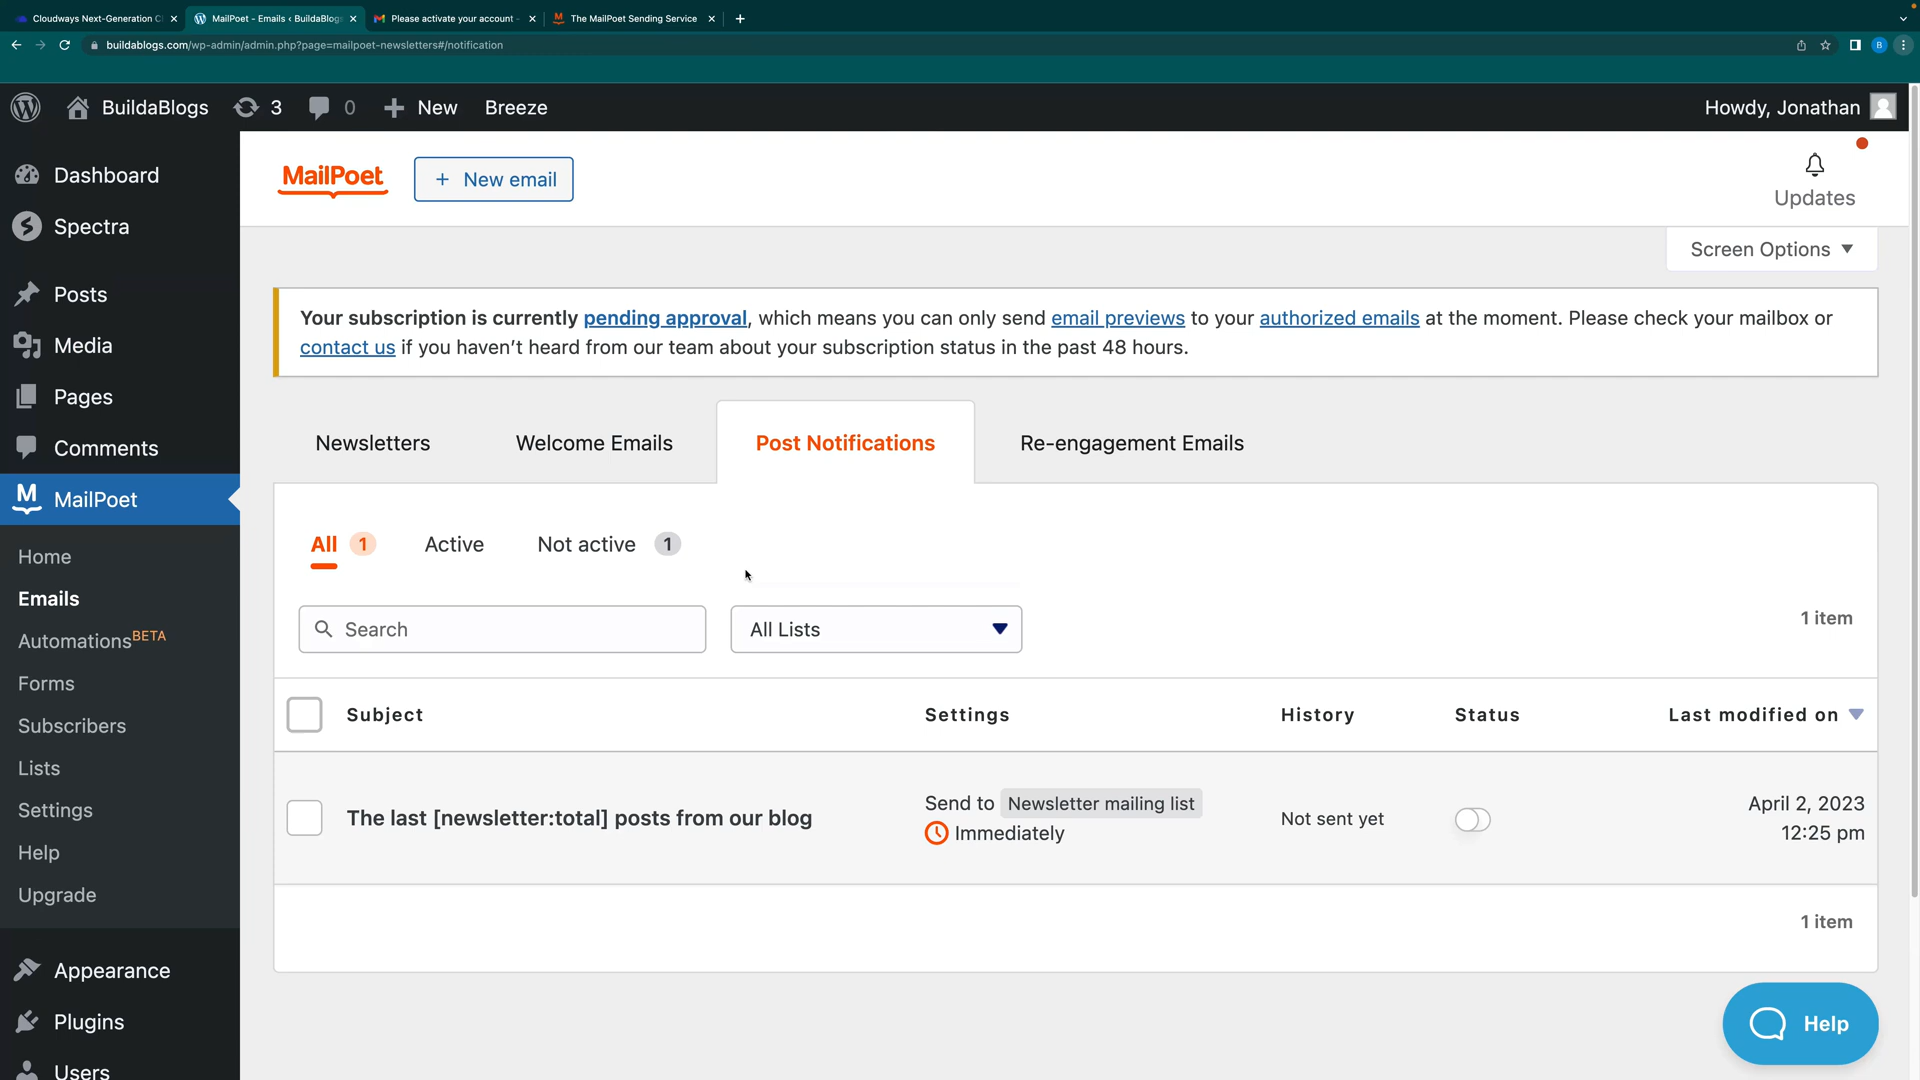 Cloudways Next-Generation C
MailPoet - Emails ‹ BuildaBlogs
Please activate your account -
The MailPoet Sending Service
buildablogs.com/wp-admin/admin.php?page=mailpoet-newsletters#/notification
B
BuildaBlogs
3
0
New
Breeze
Howdy, Jonathan
Dashboard
Spectra
Posts
Media
Pages
Comments
MailPoet
Home
Emails
Automations BETA
Forms
Subscribers
Lists
Settings
Help
Upgrade
Appearance
Plugins
Users
MailPoet
+ New email
Updates
Screen Options
Your subscription is currently pending approval, which means you can only send email previews to your authorized emails at the moment. Please check your mailbox or
contact us if you haven't heard from our team about your subscription status in the past 48 hours.
Newsletters
Welcome Emails
Post Notifications
Re-engagement Emails
All 1
Active
Not active 1
Search
All Lists
1 item
Subject
Settings
History
Status
Last modified on
The last [newsletter:total] posts from our blog
Send to Newsletter mailing list
Immediately
Not sent yet
April 2, 2023
12:25 pm
1 item
Help